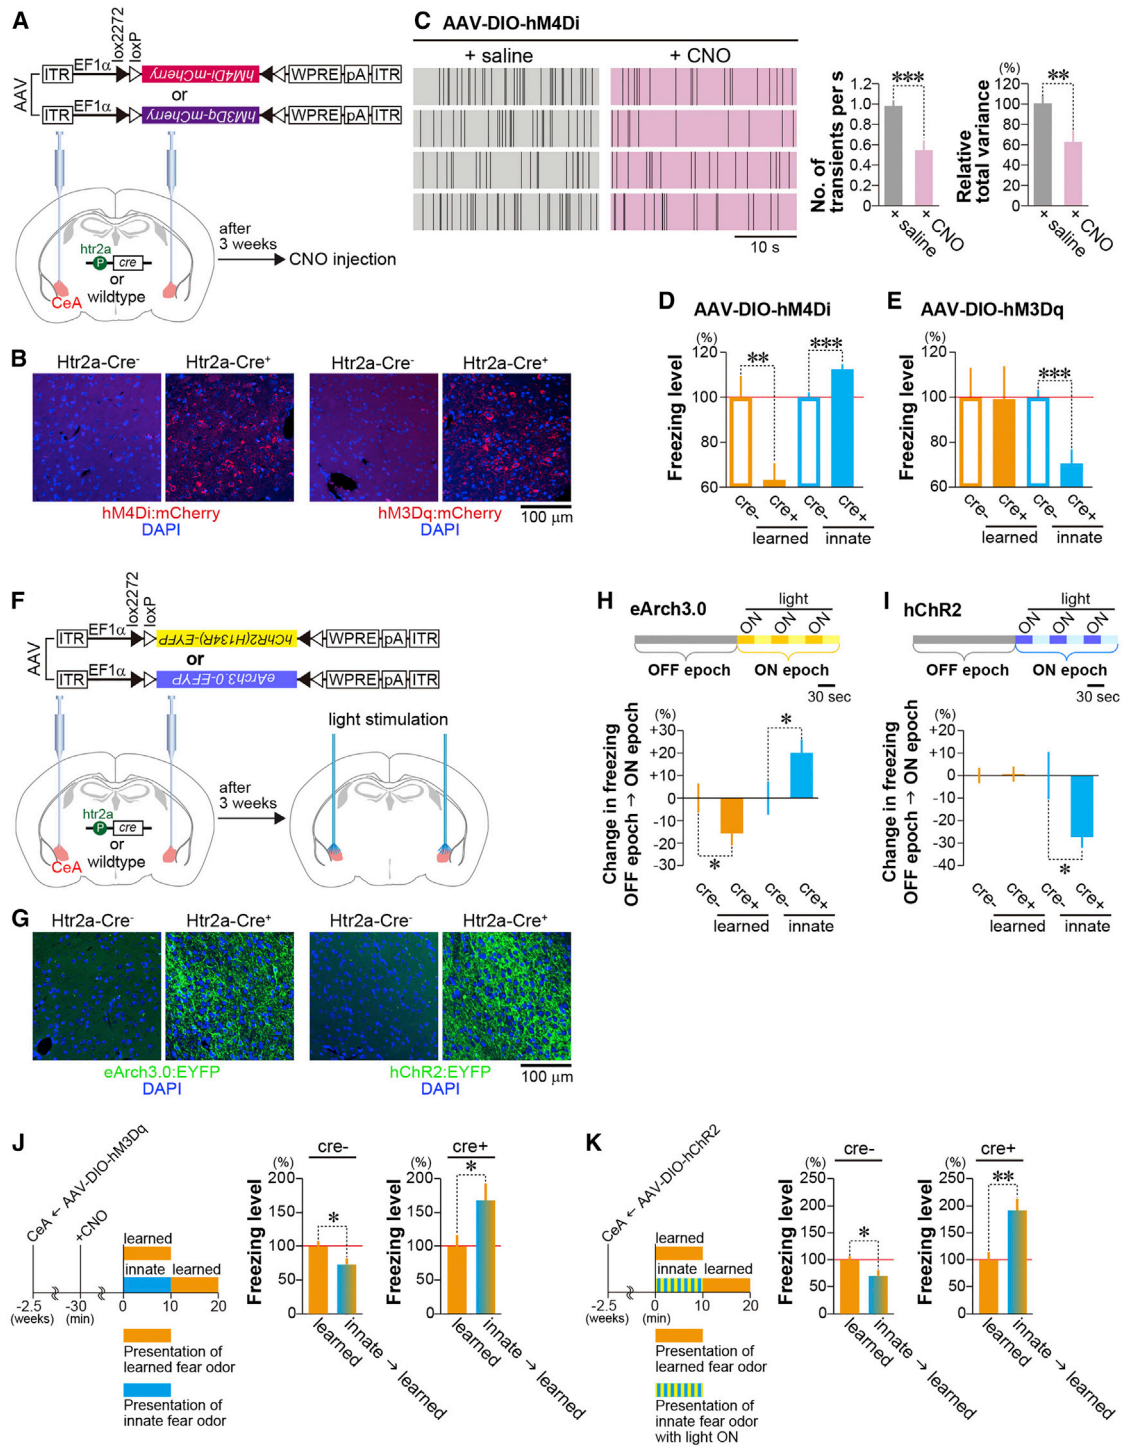 A
AAV
lox2272
loxP
ITR EF1α hM4Di-mCherry WPRE pA ITR
or
ITR EF1α hM3Dq-mCherry WPRE pA ITR
htr2a
P cre
or
wildtype
CeA
after
3 weeks
CNO injection
B
Htr2a-Cre⁻ Htr2a-Cre⁺ Htr2a-Cre⁻ Htr2a-Cre⁺
hM4Di:mCherry hM3Dq:mCherry
DAPI DAPI
100 μm
C AAV-DIO-hM4Di
+ saline + CNO
10 s
No. of
transients per s
1.2
1.0
0.8
0.6
0.4
0.2
0
***
+ saline
+ CNO
Relative
total variance
(%)
120
100
80
60
40
20
0
**
+ saline
+ CNO
D AAV-DIO-hM4Di
(%)
Freezing level
120
100
80
60
** ***
cre- cre+ cre- cre+
learned innate
E AAV-DIO-hM3Dq
(%)
Freezing level
120
100
80
60
***
cre- cre+ cre- cre+
learned innate
F
AAV
lox2272
loxP
ITR EF1α hChR2(H134R)-EYFP WPRE pA ITR
or
ITR EF1α eArch3.0-EFYP WPRE pA ITR
htr2a
P cre
or
wildtype
CeA
after
3 weeks
light stimulation
G
Htr2a-Cre⁻ Htr2a-Cre⁺ Htr2a-Cre⁻ Htr2a-Cre⁺
eArch3.0:EYFP hChR2:EYFP
DAPI DAPI
100 μm
H eArch3.0
light
ON ON ON
OFF epoch ON epoch
30 sec
Change in freezing
OFF epoch → ON epoch
(%)
+30
+20
+10
0
-10
-20
-30
* *
cre- cre+ cre- cre+
learned innate
I hChR2
light
ON ON ON
OFF epoch ON epoch
30 sec
Change in freezing
OFF epoch → ON epoch
(%)
+20
+10
0
-10
-20
-30
-40
*
cre- cre+ cre- cre+
learned innate
J
CeA ← AAV-DIO-hM3Dq
+CNO
learned
innate learned
-2.5 -30 0 10 20
(weeks) (min)
Presentation of
learned fear odor
Presentation of
innate fear odor
cre-
(%)
Freezing level
200
150
100
50
0
*
learned
innate → learned
cre+
(%)
Freezing level
200
150
100
50
0
*
learned
innate → learned
K
CeA ← AAV-DIO-hChR2
learned
innate learned
-2.5 0 10 20
(weeks) (min)
Presentation of
learned fear odor
Presentation of
innate fear odor
with light ON
cre-
(%)
Freezing level
250
200
150
100
50
0
*
learned
innate → learned
cre+
(%)
Freezing level
250
200
150
100
50
0
**
learned
innate → learned